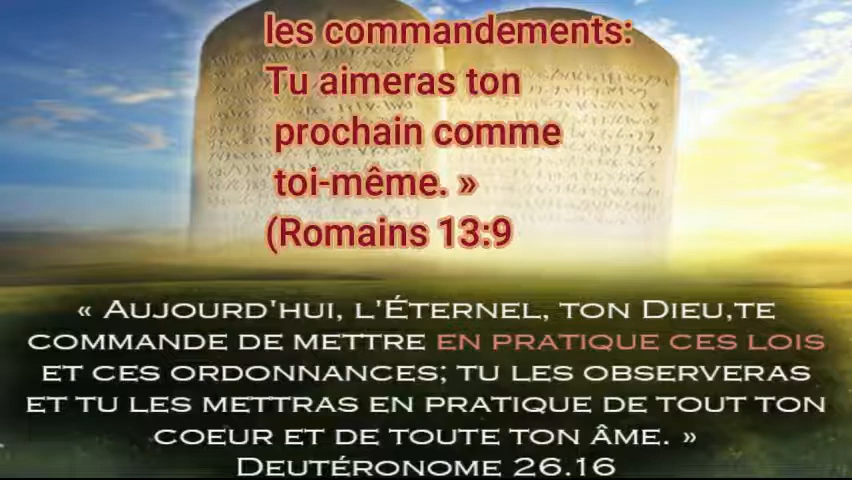 les commandements:
Tu aimeras ton
prochain comme
toi-même. »
(Romains 13:9
« Aujourd'hui, l'Éternel, ton Dieu,te
commande de mettre en pratique ces lois
et ces ordonnances; tu les observeras
et tu les mettras en pratique de tout ton
coeur et de toute ton âme. »
Deutéronome 26.16